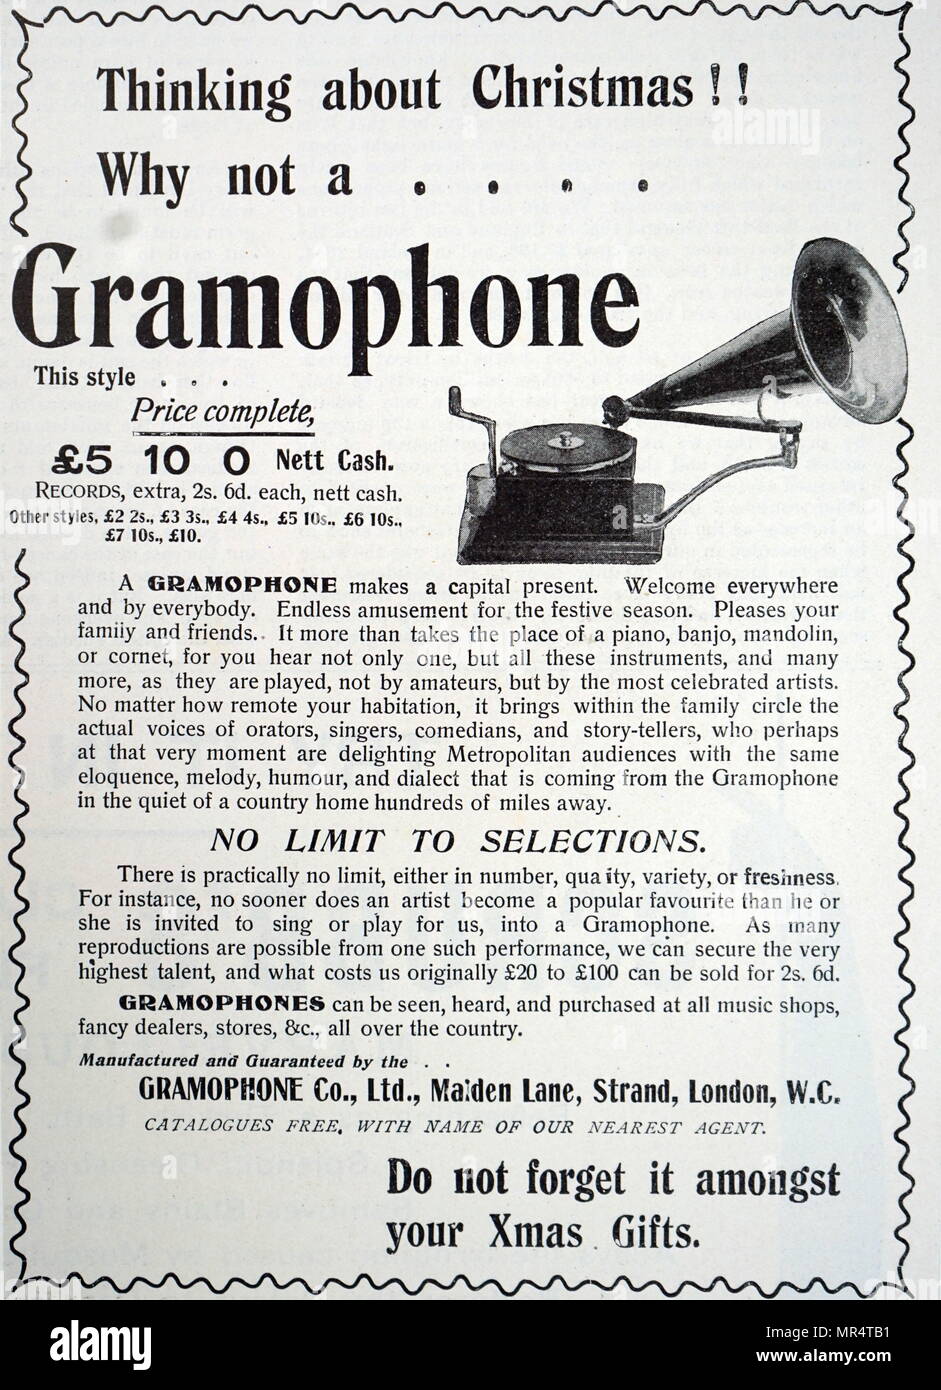 Thinking about Christmas !!
Why not a . . . .
Gramophone
This style . . .
Price complete,
£5 10 0 Nett Cash.
RECORDS, extra, 2s. 6d. each, nett cash.
Other styles, £2 2s., £3 3s., £4 4s., £5 10s., £6 10s.,
£7 10s., £10.
A GRAMOPHONE makes a capital present. Welcome everywhere
and by everybody. Endless amusement for the festive season. Pleases your
family and friends. It more than takes the place of a piano, banjo, mandolin,
or cornet, for you hear not only one, but all these instruments, and many
more, as they are played, not by amateurs, but by the most celebrated artists.
No matter how remote your habitation, it brings within the family circle the
actual voices of orators, singers, comedians, and story-tellers, who perhaps
at that very moment are delighting Metropolitan audiences with the same
eloquence, melody, humour, and dialect that is coming from the Gramophone
in the quiet of a country home hundreds of miles away.
NO LIMIT TO SELECTIONS.
There is practically no limit, either in number, quality, variety, or freshness.
For instance, no sooner does an artist become a popular favourite than he or
she is invited to sing or play for us, into a Gramophone. As many
reproductions are possible from one such performance, we can secure the very
highest talent, and what costs us originally £20 to £100 can be sold for 2s. 6d.
GRAMOPHONES can be seen, heard, and purchased at all music shops,
fancy dealers, stores, &c., all over the country.
Manufactured and Guaranteed by the . .
GRAMOPHONE Co., Ltd., Maiden Lane, Strand, London, W.C.
CATALOGUES FREE, WITH NAME OF OUR NEAREST AGENT.
Do not forget it amongst
your Xmas Gifts.
alamy
Image ID: MR4TB1
www.alamy.com